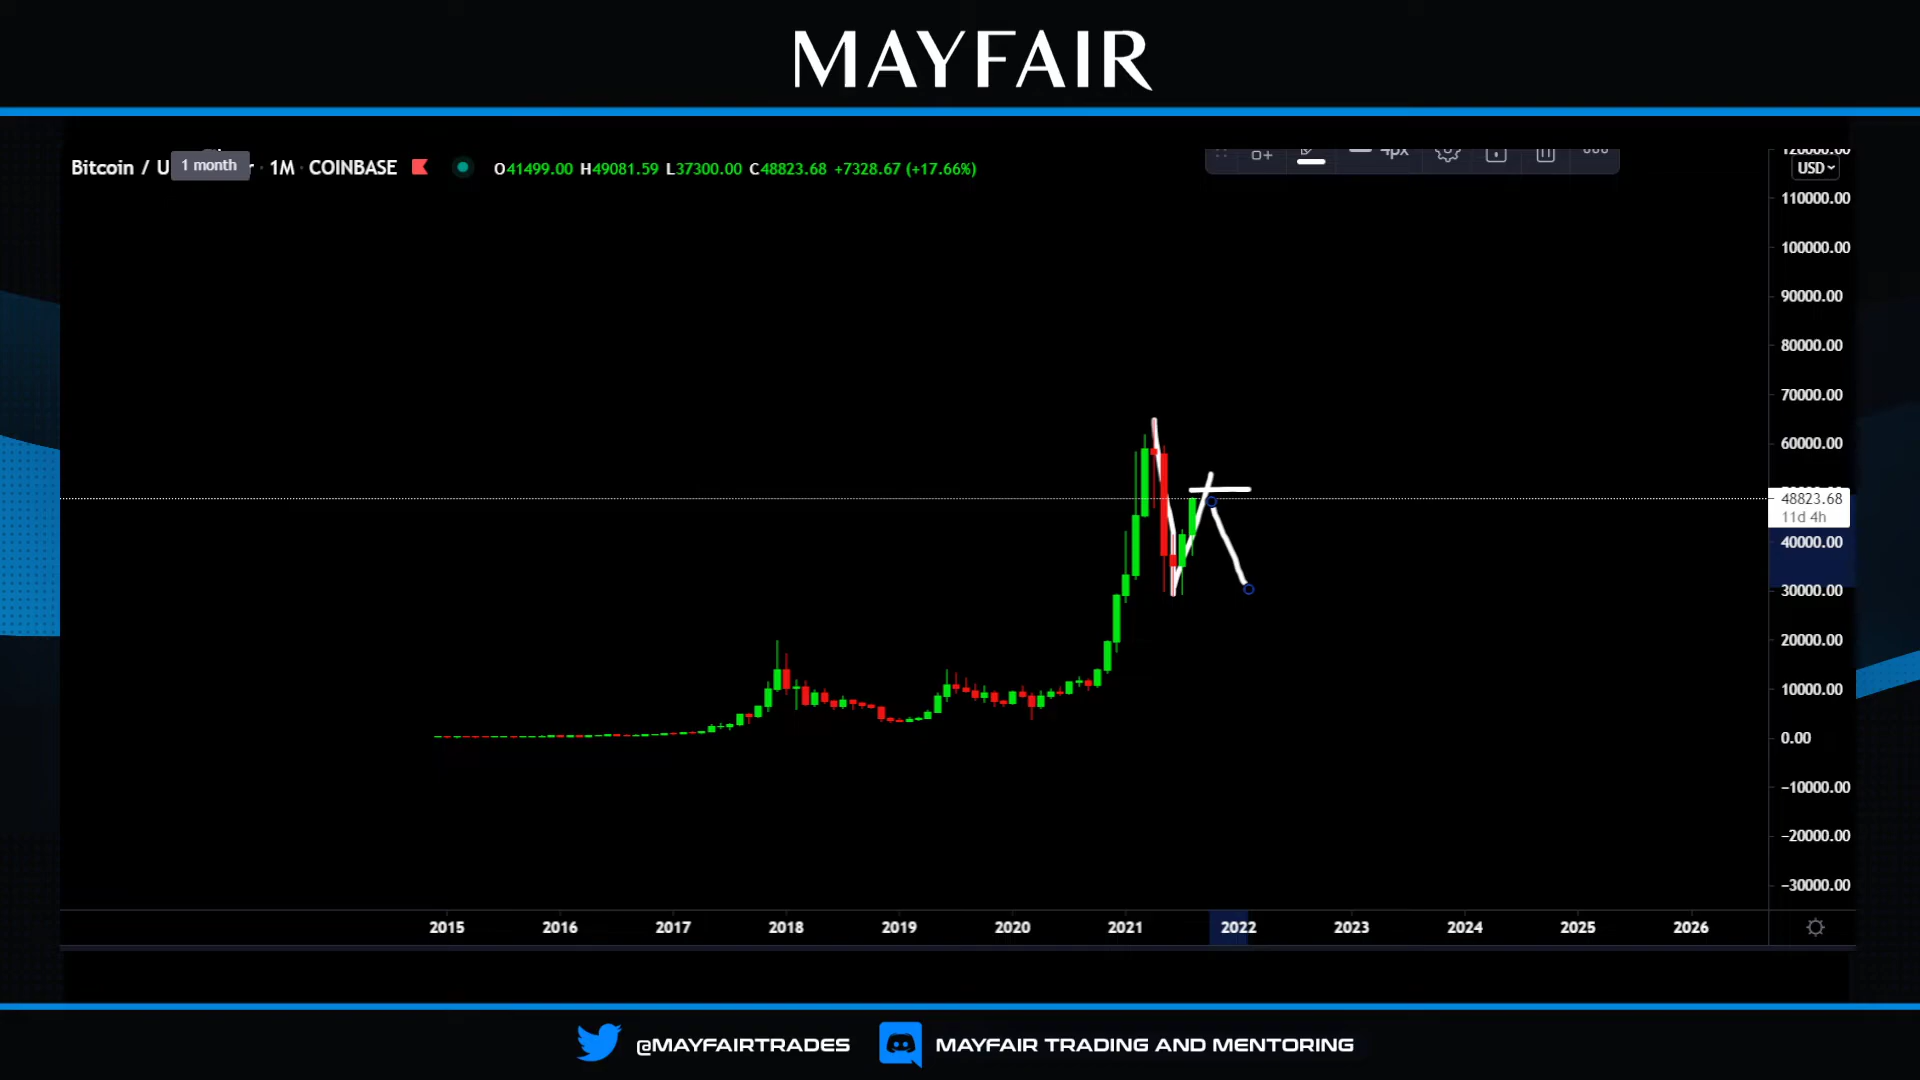 MAYFAIR
Bitcoin / U 1 month r · 1M · COINBASE O41499.00 H49081.59 L37300.00 C48823.68 +7328.67 (+17.66%)
4px
120000.00
USD
110000.00
100000.00
90000.00
80000.00
70000.00
60000.00
48823.68
11d 4h
40000.00
30000.00
20000.00
10000.00
0.00
−10000.00
−20000.00
−30000.00
2015 2016 2017 2018 2019 2020 2021 2022 2023 2024 2025 2026
@MAYFAIRTRADES MAYFAIR TRADING AND MENTORING